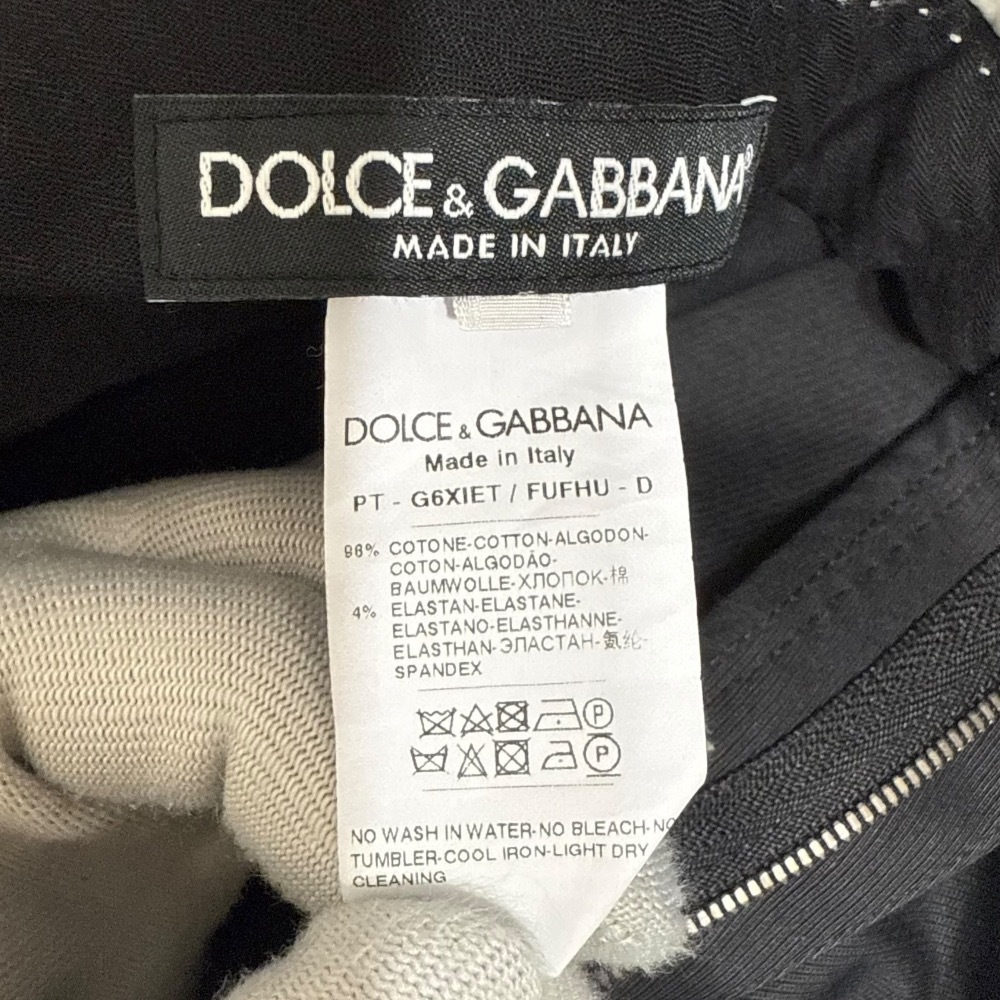 DOLCE & GABBANA®
MADE IN ITALY
DOLCE & GABBANA
Made in Italy
PT - G6XIET / FUFHU - D
96% COTONE-COTTON-ALGODON-
COTON-ALGODÃO-
BAUMWOLLE-ХЛОПОК-棉
4% ELASTAN-ELASTANE-
ELASTANO-ELASTHANNE-
ELASTHAN-ЭЛАСТАН-氨纶-
SPANDEX
P
P
NO WASH IN WATER-NO BLEACH-NO
TUMBLER-COOL IRON-LIGHT DRY
CLEANING